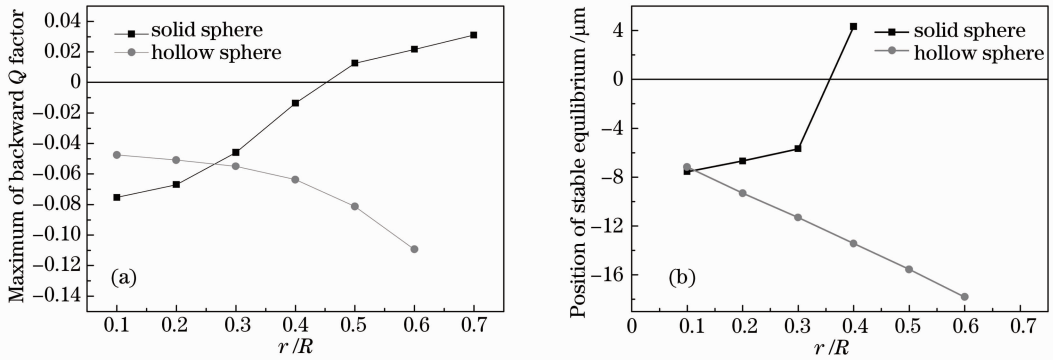 Maximum of backward Q factor
0.04
0.02
0
−0.02
−0.04
−0.06
−0.08
−0.10
−0.12
−0.14
solid sphere
hollow sphere
(a)
0.1 0.2 0.3 0.4 0.5 0.6 0.7
r/R
Position of stable equilibrium /μm
4
0
−4
−8
−12
−16
solid sphere
hollow sphere
(b)
0 0.1 0.2 0.3 0.4 0.5 0.6 0.7
r/R